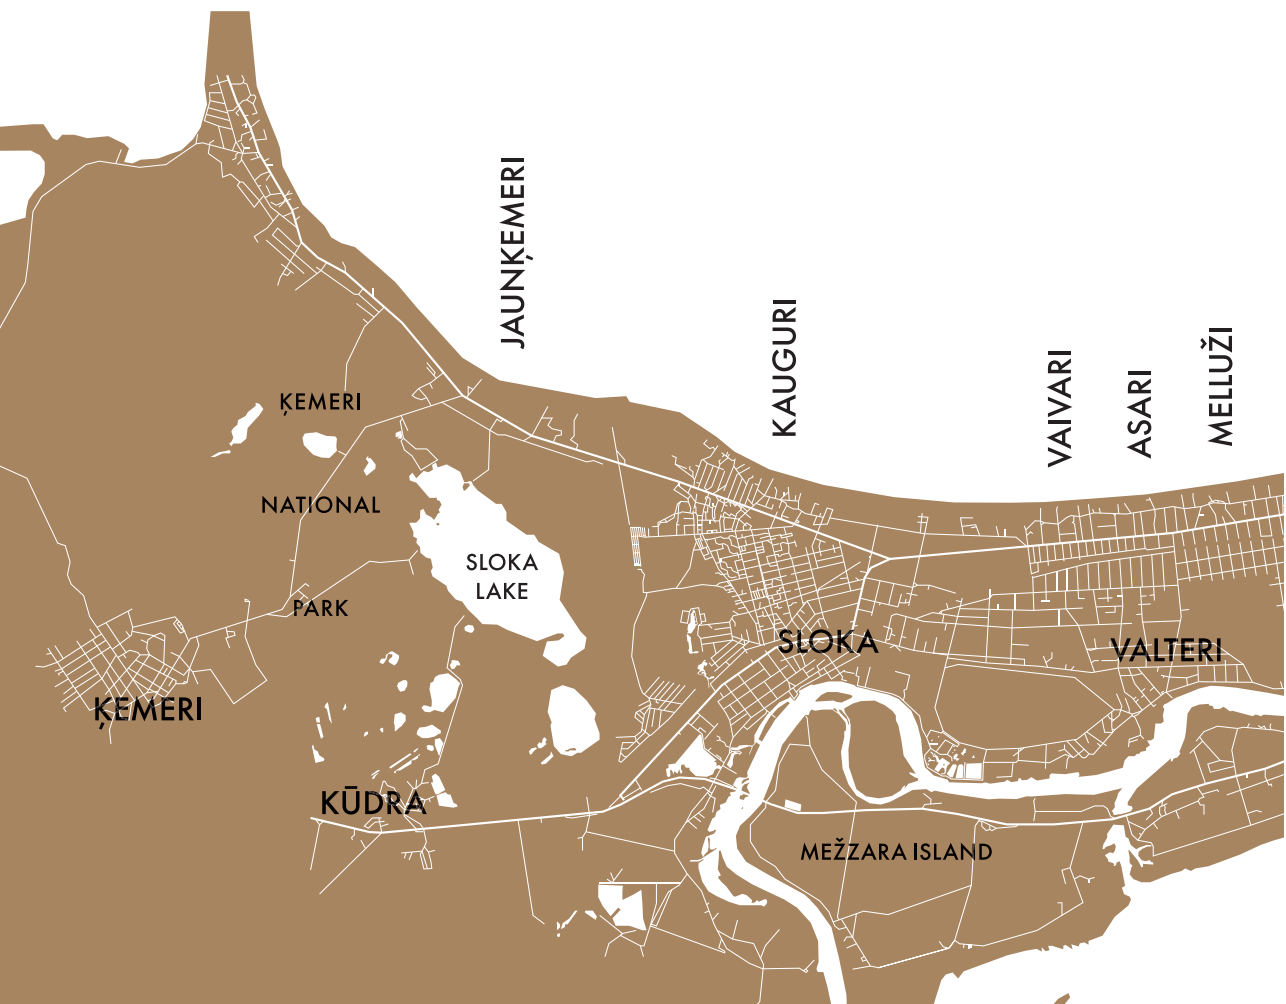 JAUNĶEMERI
KAUGURI
VAIVARI
ASARI
MELLUŽI
ĶEMERI
NATIONAL
PARK
SLOKA
LAKE
SLOKA
VALTERI
ĶEMERI
KŪDRA
MEŽZARA ISLAND